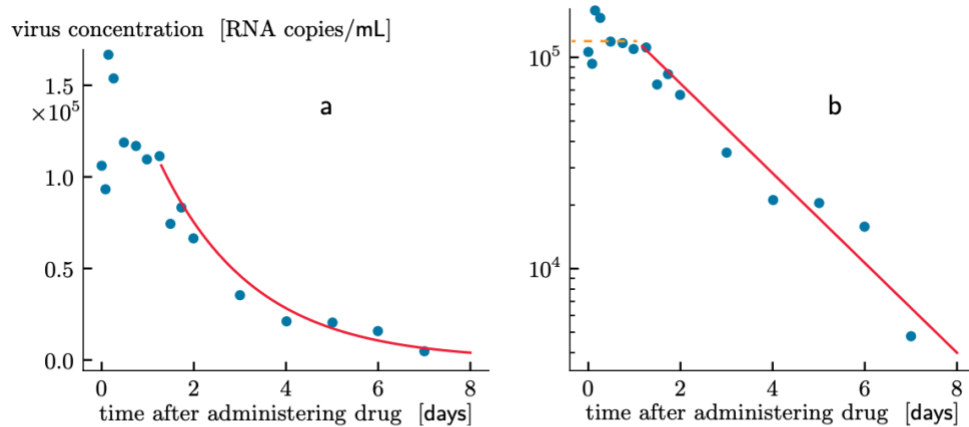 virus concentration [RNA copies/mL]
1.5
×10⁵
a
1.0
0.5
0.0
0 2 4 6 8
time after administering drug [days]
10⁵
b
10⁴
0 2 4 6 8
time after administering drug [days]